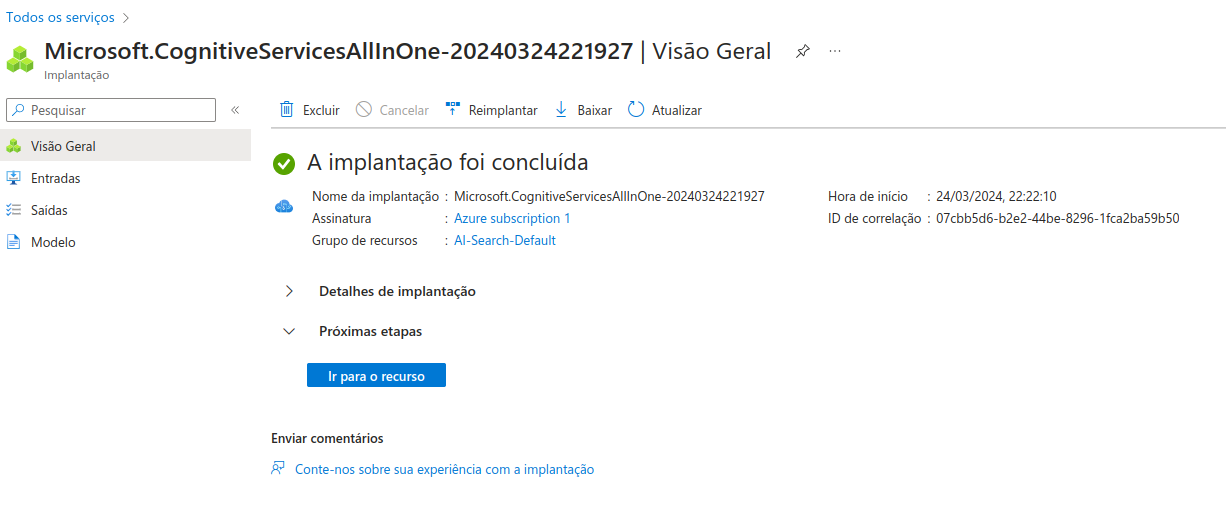 Todos os serviços >
Microsoft.CognitiveServicesAllInOne-20240324221927 | Visão Geral ...
Implantação
Pesquisar «
Excluir Cancelar Reimplantar Baixar Atualizar
Visão Geral
Entradas
Saídas
Modelo
A implantação foi concluída
Nome da implantação : Microsoft.CognitiveServicesAllInOne-20240324221927
Assinatura : Azure subscription 1
Grupo de recursos : AI-Search-Default
Hora de início : 24/03/2024, 22:22:10
ID de correlação : 07cbb5d6-b2e2-44be-8296-1fca2ba59b50
Detalhes de implantação
Próximas etapas
Ir para o recurso
Enviar comentários
Conte-nos sobre sua experiência com a implantação